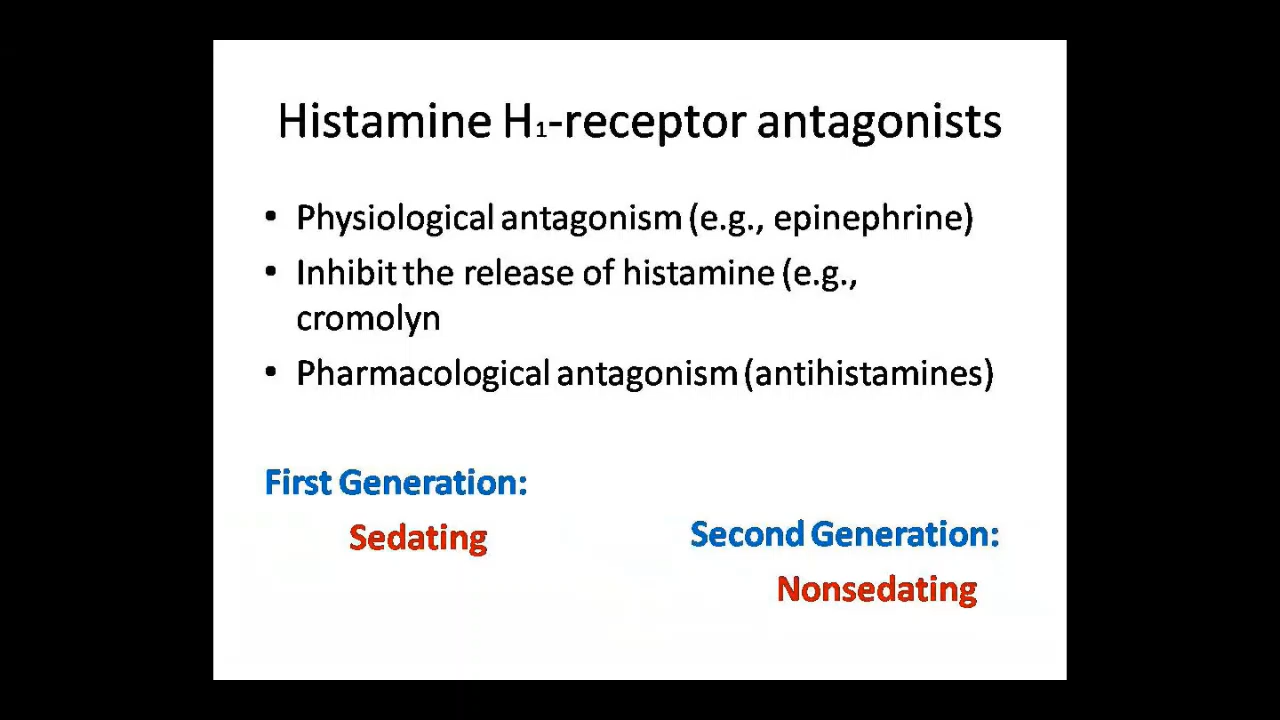 Histamine H₁-receptor antagonists
• Physiological antagonism (e.g., epinephrine)
• Inhibit the release of histamine (e.g.,
cromolyn
• Pharmacological antagonism (antihistamines)
First Generation:
Sedating
Second Generation:
Nonsedating